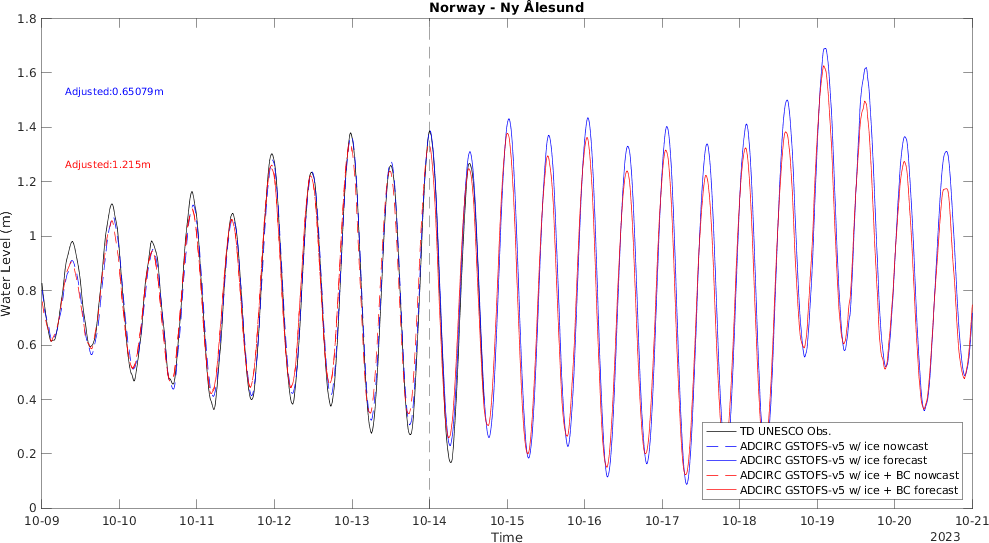 Norway - Ny Ålesund
1.8
1.6
1.4
1.2
1
0.8
0.6
0.4
0.2
0
Water Level (m)
Adjusted:0.65079m
Adjusted:1.215m
TD UNESCO Obs.
ADCIRC GSTOFS-v5 w/ ice nowcast
ADCIRC GSTOFS-v5 w/ ice forecast
ADCIRC GSTOFS-v5 w/ ice + BC nowcast
ADCIRC GSTOFS-v5 w/ ice + BC forecast
10-09 10-10 10-11 10-12 10-13 10-14 10-15 10-16 10-17 10-18 10-19 10-20 10-21
Time
2023